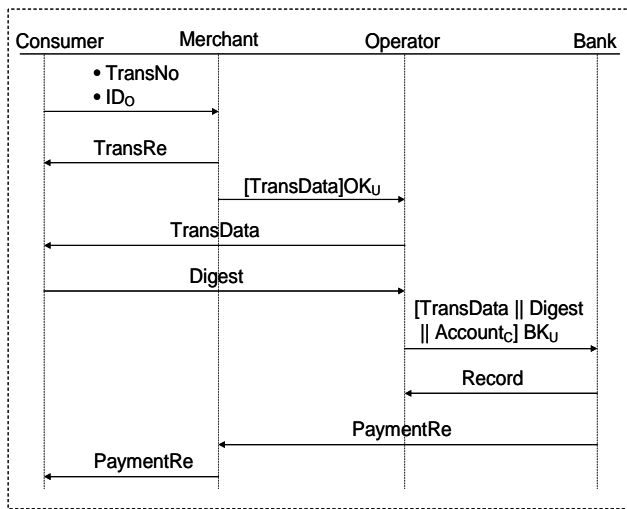 Consumer Merchant Operator Bank
• TransNo
• IDO
TransRe
[TransData]OKU
TransData
Digest
[TransData || Digest
|| AccountC] BKU
Record
PaymentRe
PaymentRe